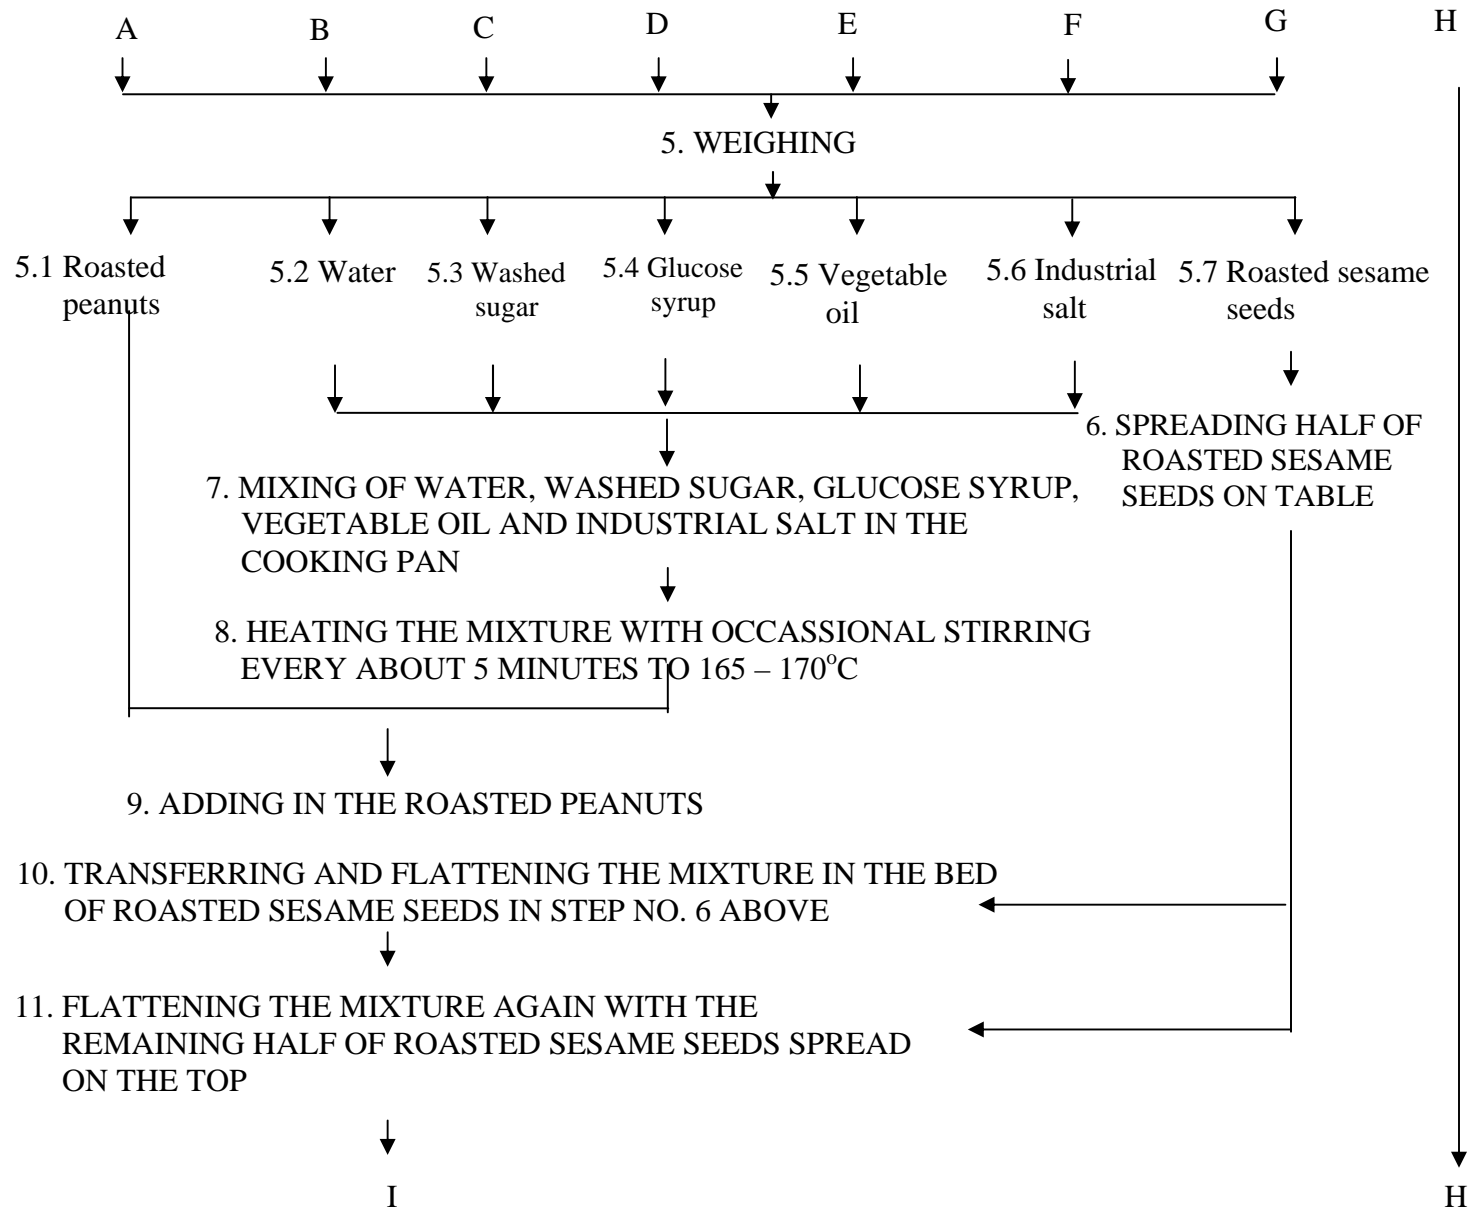 A B C D E F G H
5. WEIGHING
5.1 Roasted
peanuts
5.2 Water
5.3 Washed
sugar
5.4 Glucose
syrup
5.5 Vegetable
oil
5.6 Industrial
salt
5.7 Roasted sesame
seeds
6. SPREADING HALF OF
ROASTED SESAME
SEEDS ON TABLE
7. MIXING OF WATER, WASHED SUGAR, GLUCOSE SYRUP,
VEGETABLE OIL AND INDUSTRIAL SALT IN THE
COOKING PAN
8. HEATING THE MIXTURE WITH OCCASSIONAL STIRRING
EVERY ABOUT 5 MINUTES TO 165 – 170°C
9. ADDING IN THE ROASTED PEANUTS
10. TRANSFERRING AND FLATTENING THE MIXTURE IN THE BED
OF ROASTED SESAME SEEDS IN STEP NO. 6 ABOVE
11. FLATTENING THE MIXTURE AGAIN WITH THE
REMAINING HALF OF ROASTED SESAME SEEDS SPREAD
ON THE TOP
I H